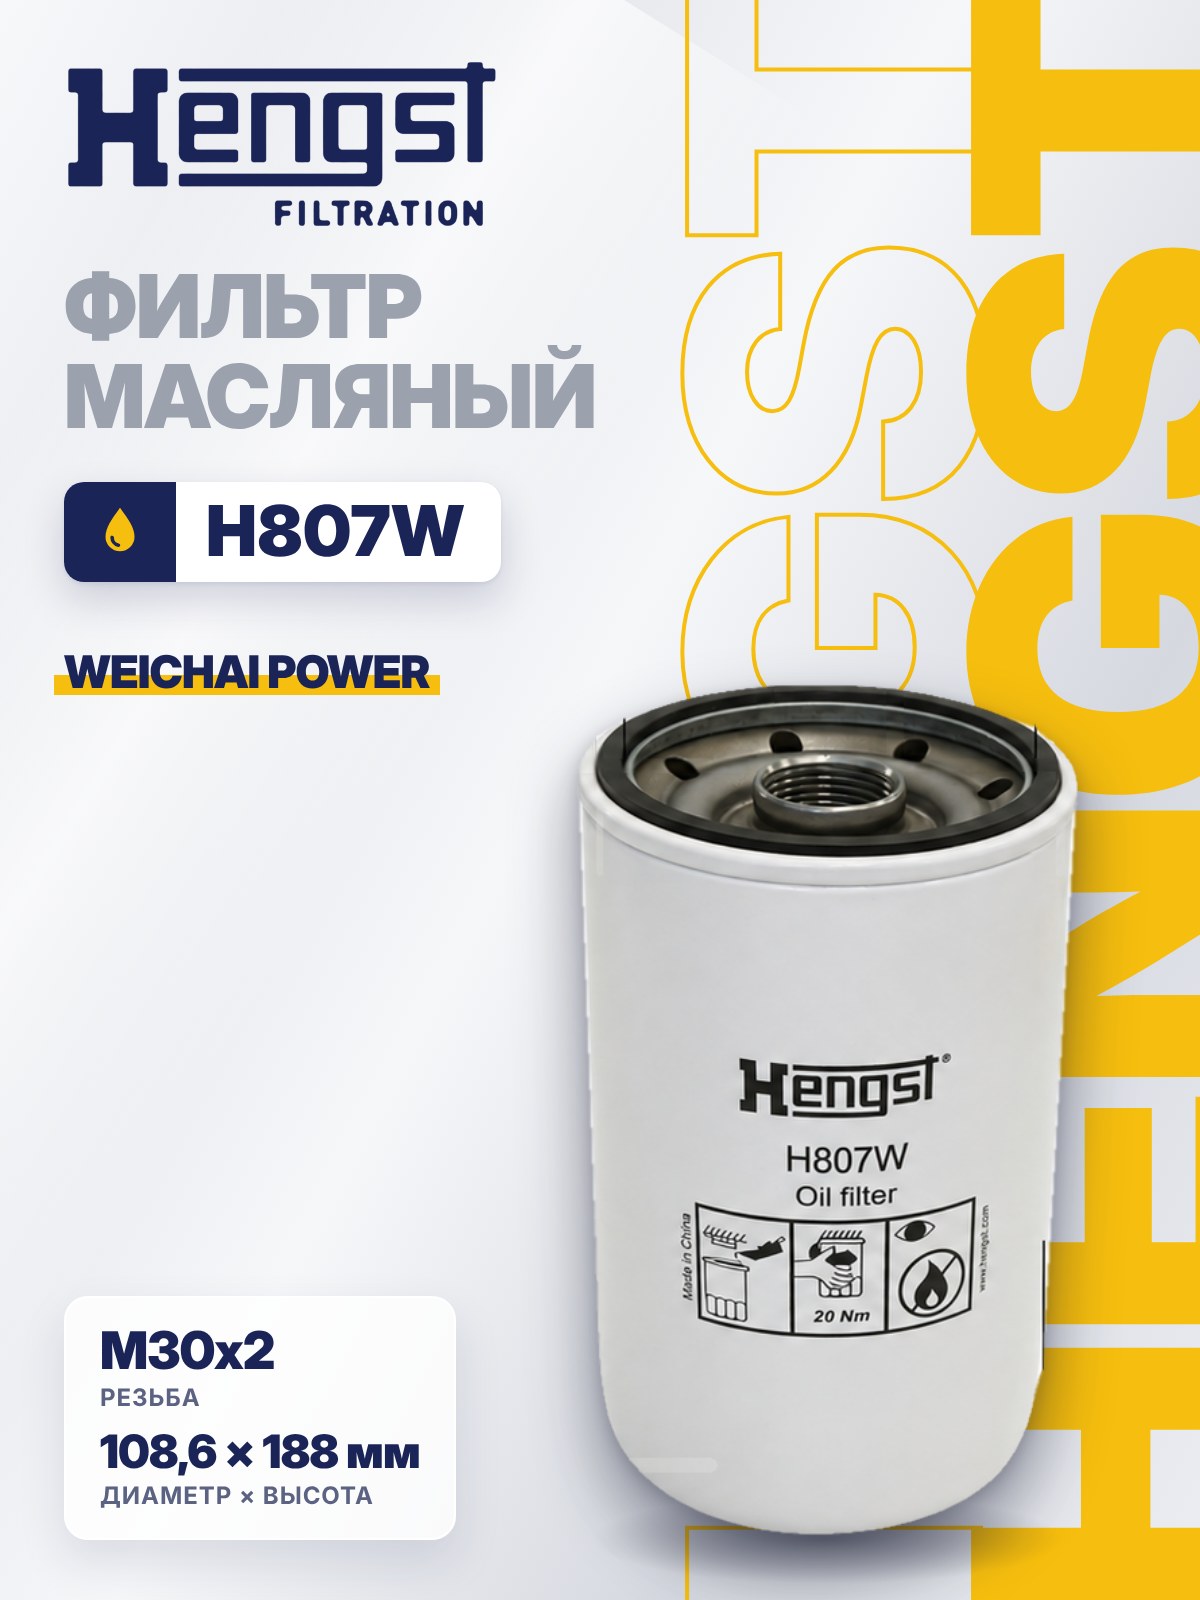 Hengst
FILTRATION
ФИЛЬТР
МАСЛЯНЫЙ
H807W
WEICHAI POWER
HENGST
Hengst®
H807W
Oil filter
Made in China
20 Nm
www.hengst.com
M30x2
РЕЗЬБА
108,6 × 188 мм
ДИАМЕТР × ВЫСОТА